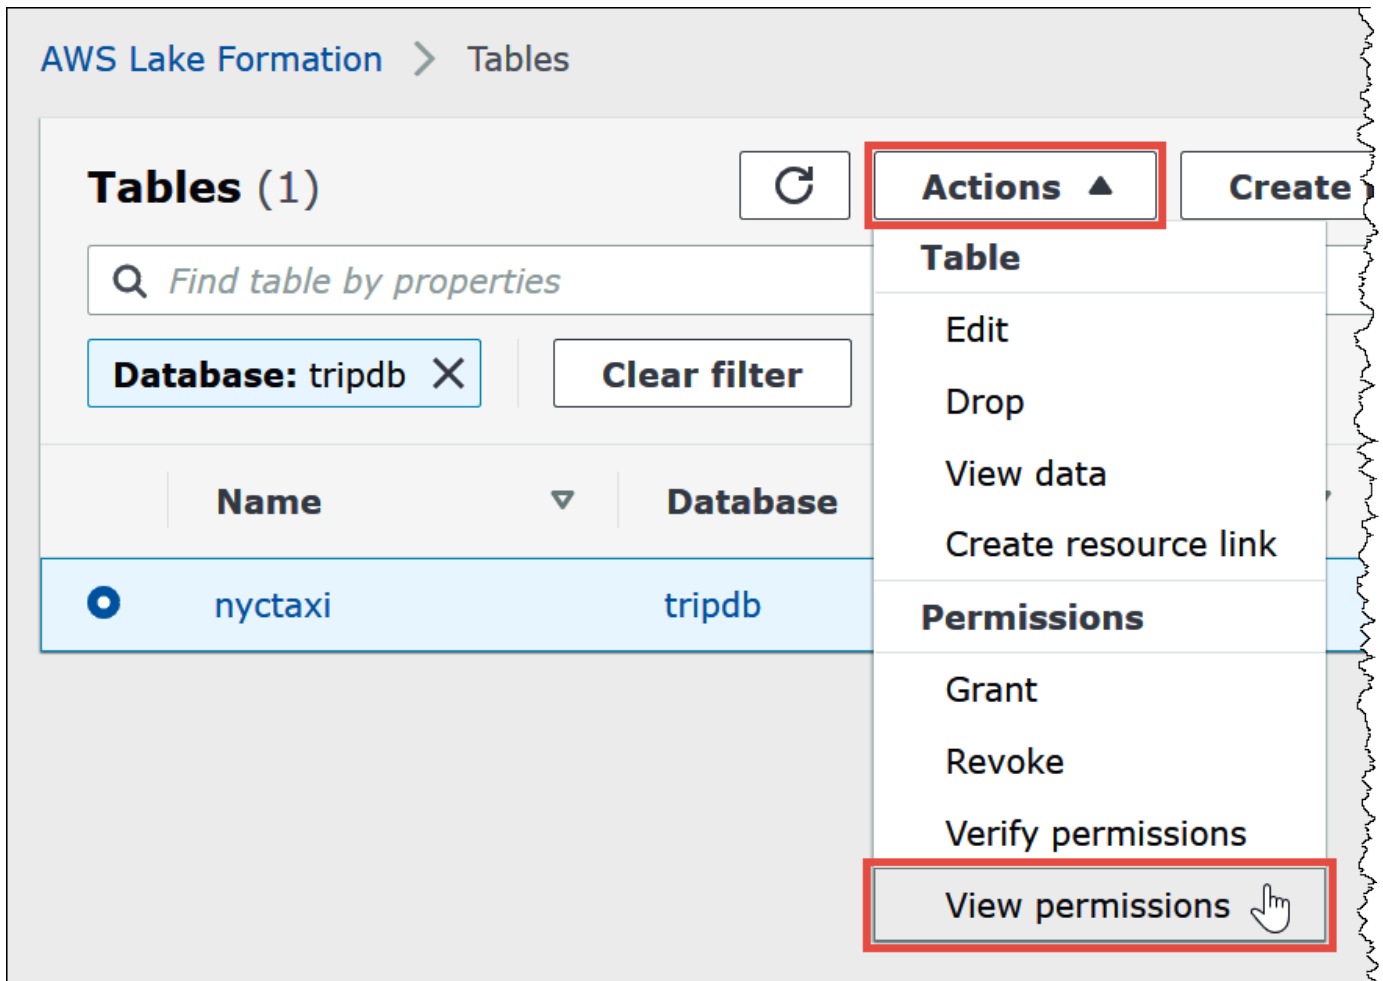 AWS Lake Formation > Tables
Tables (1)
Actions
Create
Find table by properties
Database: tripdb
Clear filter
Name
Database
nyctaxi
tripdb
Table
Edit
Drop
View data
Create resource link
Permissions
Grant
Revoke
Verify permissions
View permissions